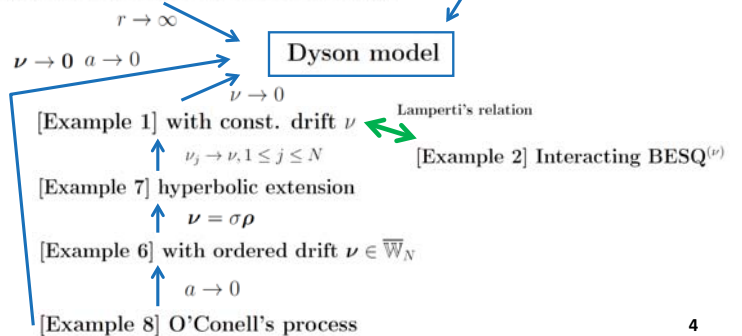 r → ∞
ν → 0 a → 0
Dyson model
ν → 0
[Example 1] with const. drift ν
Lamperti's relation
ν_j → ν, 1 ≤ j ≤ N
[Example 2] Interacting BESQ^(ν)
[Example 7] hyperbolic extension
ν = σρ
[Example 6] with ordered drift ν ∈ 𝕎̅_N
a → 0
[Example 8] O'Conell's process
4